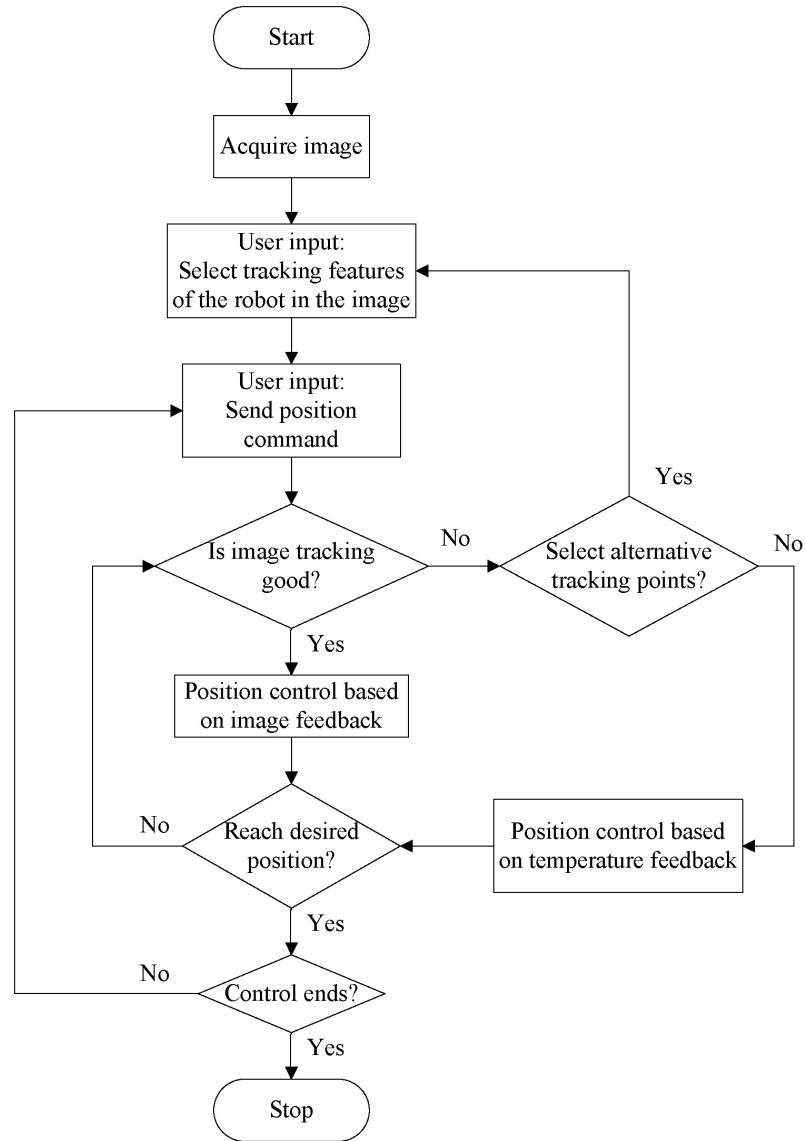 Start
Acquire image
User input:
Select tracking features
of the robot in the image
User input:
Send position
command
Yes
Is image tracking
good?
No
Select alternative
tracking points?
No
Yes
Position control based
on image feedback
No
Reach desired
position?
Position control based
on temperature feedback
Yes
No
Control ends?
Yes
Stop